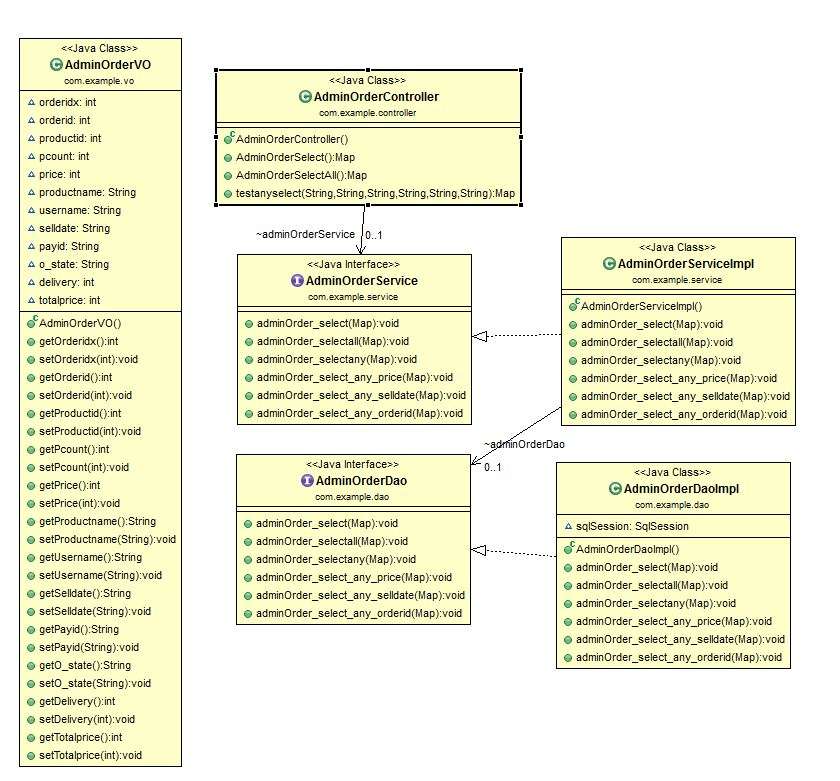 <<Java Class>>
AdminOrderVO
com.example.vo
orderidx: int
orderid: int
productid: int
pcount: int
price: int
productname: String
username: String
selldate: String
payid: String
o_state: String
delivery: int
totalprice: int
AdminOrderVO()
getOrderidx():int
setOrderidx(int):void
getOrderid():int
setOrderid(int):void
getProductid():int
setProductid(int):void
getPcount():int
setPcount(int):void
getPrice():int
setPrice(int):void
getProductname():String
setProductname(String):void
getUsername():String
setUsername(String):void
getSelldate():String
setSelldate(String):void
getPayid():String
setPayid(String):void
getO_state():String
setO_state(String):void
getDelivery():int
setDelivery(int):void
getTotalprice():int
setTotalprice(int):void
<<Java Class>>
AdminOrderController
com.example.controller
AdminOrderController()
AdminOrderSelect():Map
AdminOrderSelectAll():Map
testanyselect(String,String,String,String,String,String):Map
~adminOrderService
0..1
<<Java Interface>>
AdminOrderService
com.example.service
adminOrder_select(Map):void
adminOrder_selectall(Map):void
adminOrder_selectany(Map):void
adminOrder_select_any_price(Map):void
adminOrder_select_any_selldate(Map):void
adminOrder_select_any_orderid(Map):void
<<Java Class>>
AdminOrderServiceImpl
com.example.service
AdminOrderServiceImpl()
adminOrder_select(Map):void
adminOrder_selectall(Map):void
adminOrder_selectany(Map):void
adminOrder_select_any_price(Map):void
adminOrder_select_any_selldate(Map):void
adminOrder_select_any_orderid(Map):void
~adminOrderDao
0..1
<<Java Interface>>
AdminOrderDao
com.example.dao
adminOrder_select(Map):void
adminOrder_selectall(Map):void
adminOrder_selectany(Map):void
adminOrder_select_any_price(Map):void
adminOrder_select_any_selldate(Map):void
adminOrder_select_any_orderid(Map):void
<<Java Class>>
AdminOrderDaoImpl
com.example.dao
sqlSession: SqlSession
AdminOrderDaoImpl()
adminOrder_select(Map):void
adminOrder_selectall(Map):void
adminOrder_selectany(Map):void
adminOrder_select_any_price(Map):void
adminOrder_select_any_selldate(Map):void
adminOrder_select_any_orderid(Map):void